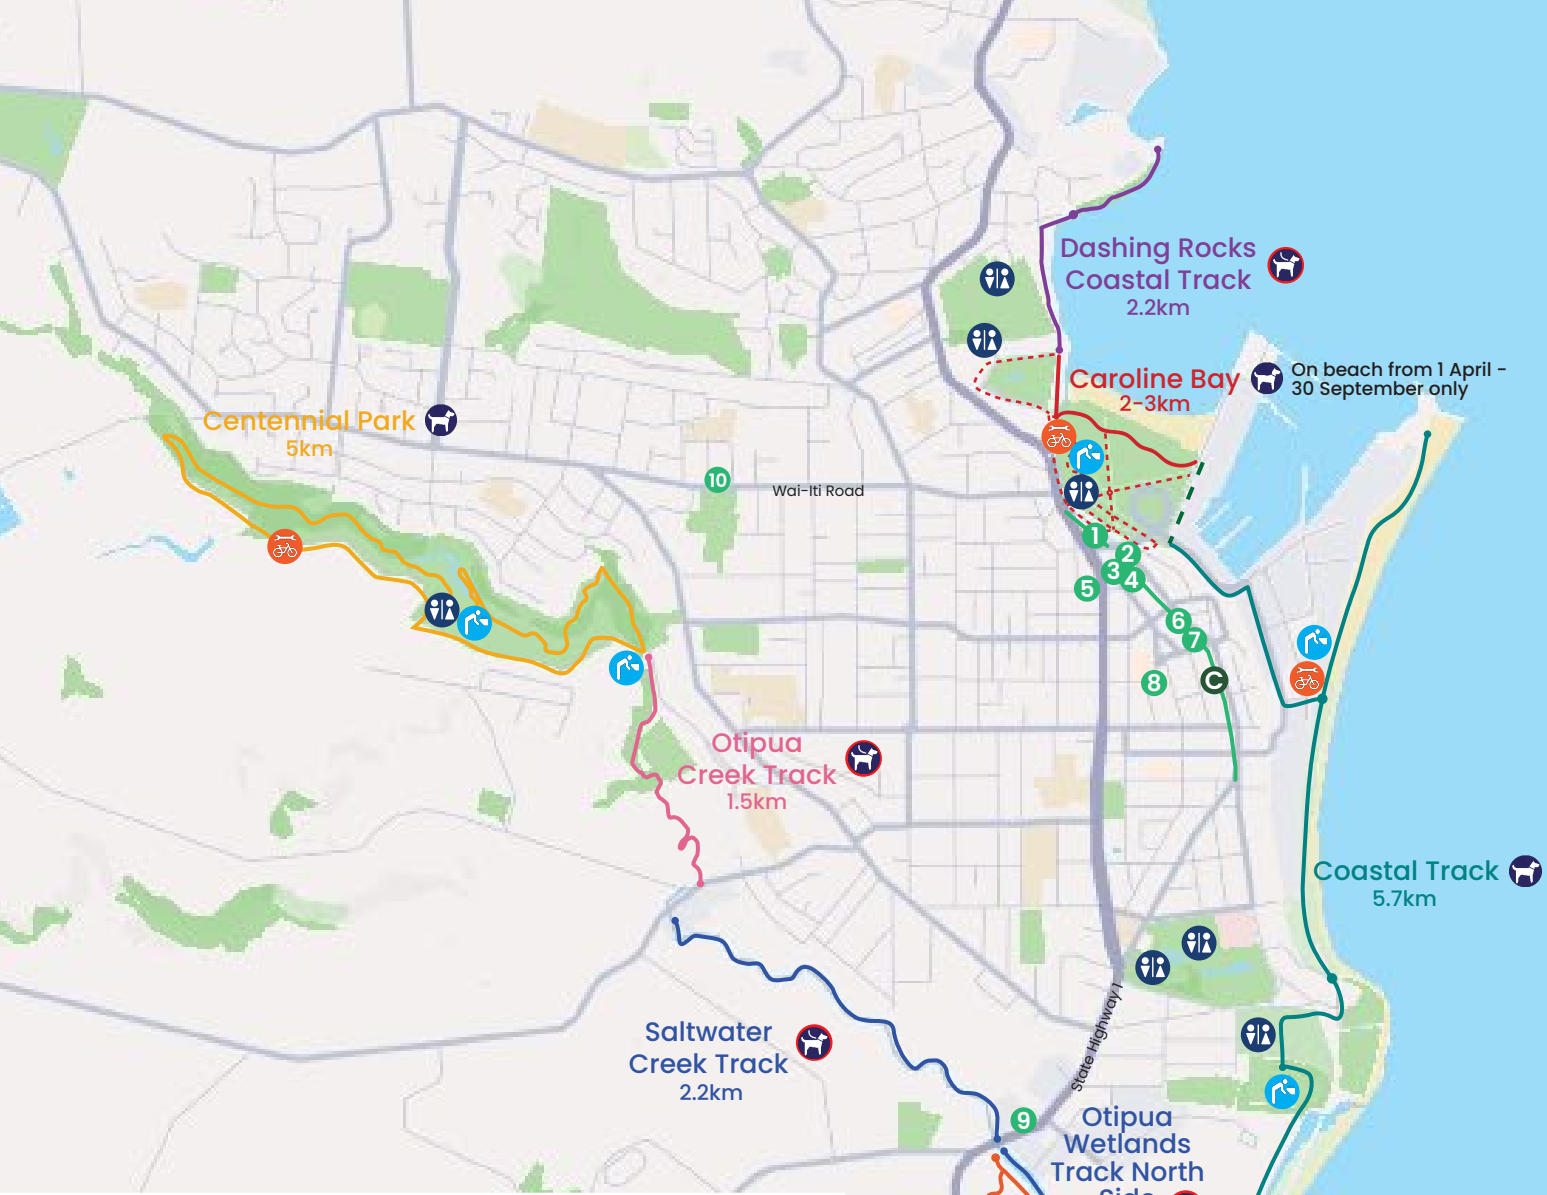 Dashing Rocks
Coastal Track
2.2km
Caroline Bay
2-3km
On beach from 1 April -
30 September only
Centennial Park
5km
10
Wai-Iti Road
1
2
3
4
5
6
7
8
C
Otipua
Creek Track
1.5km
Coastal Track
5.7km
State Highway 1
Saltwater
Creek Track
2.2km
9
Otipua
Wetlands
Track North
Side